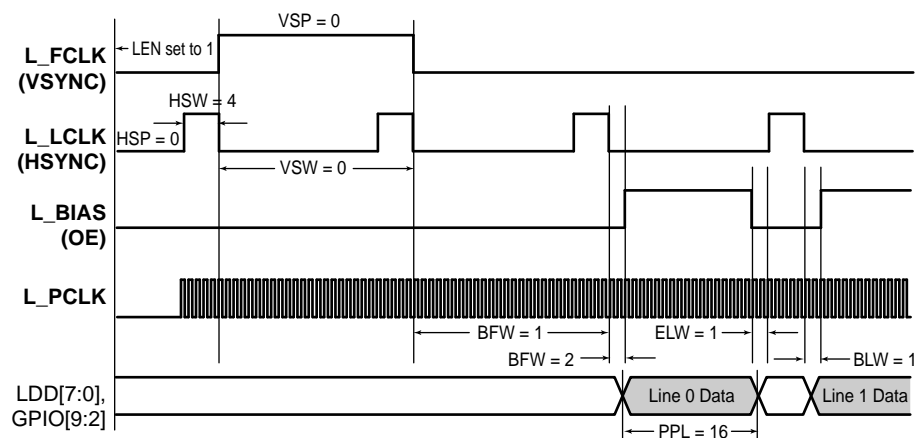 VSP = 0
LEN set to 1
L_FCLK
(VSYNC)
HSW = 4
HSP = 0
L_LCLK
(HSYNC)
VSW = 0
L_BIAS
(OE)
L_PCLK
BFW = 1
ELW = 1
BFW = 2
BLW = 1
LDD[7:0],
GPIO[9:2]
Line 0 Data
Line 1 Data
PPL = 16